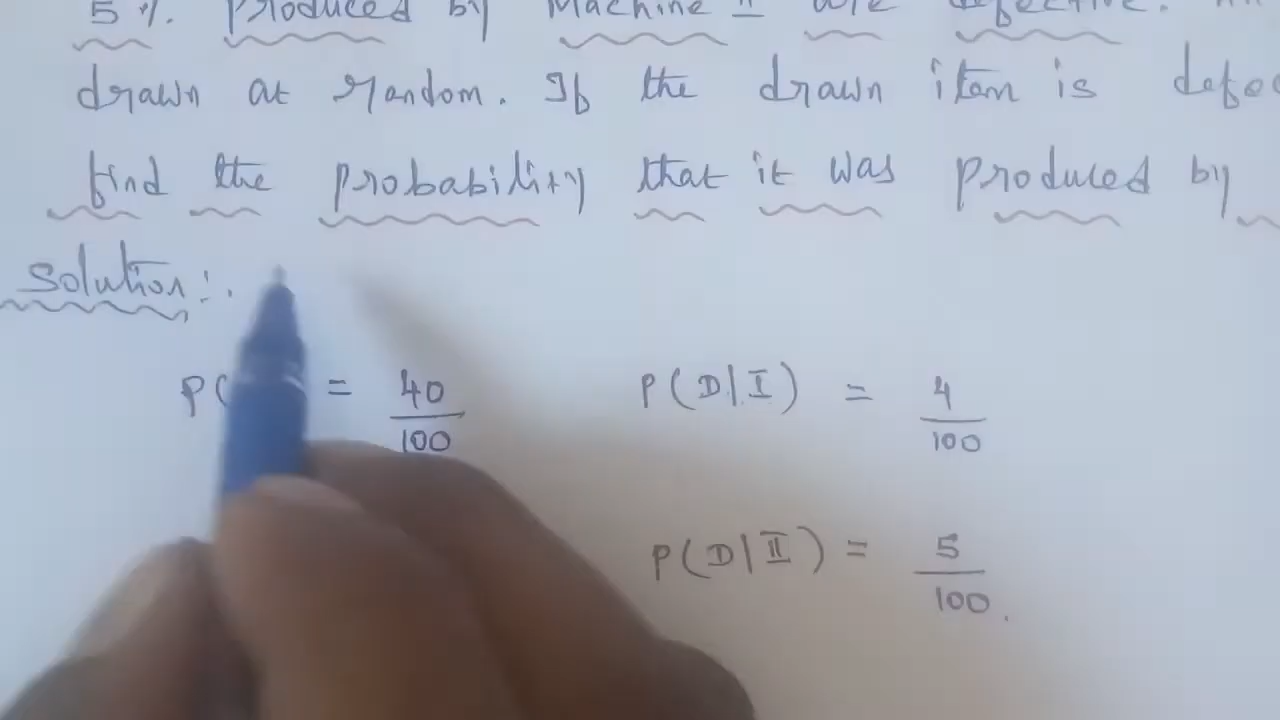 5% produced by Machine II are defective.
drawn at random. If the drawn item is
find the probability that it was produced by
Solution:.
P( = 40/100 P(D|I) = 4/100
P(D|II) = 5/100.